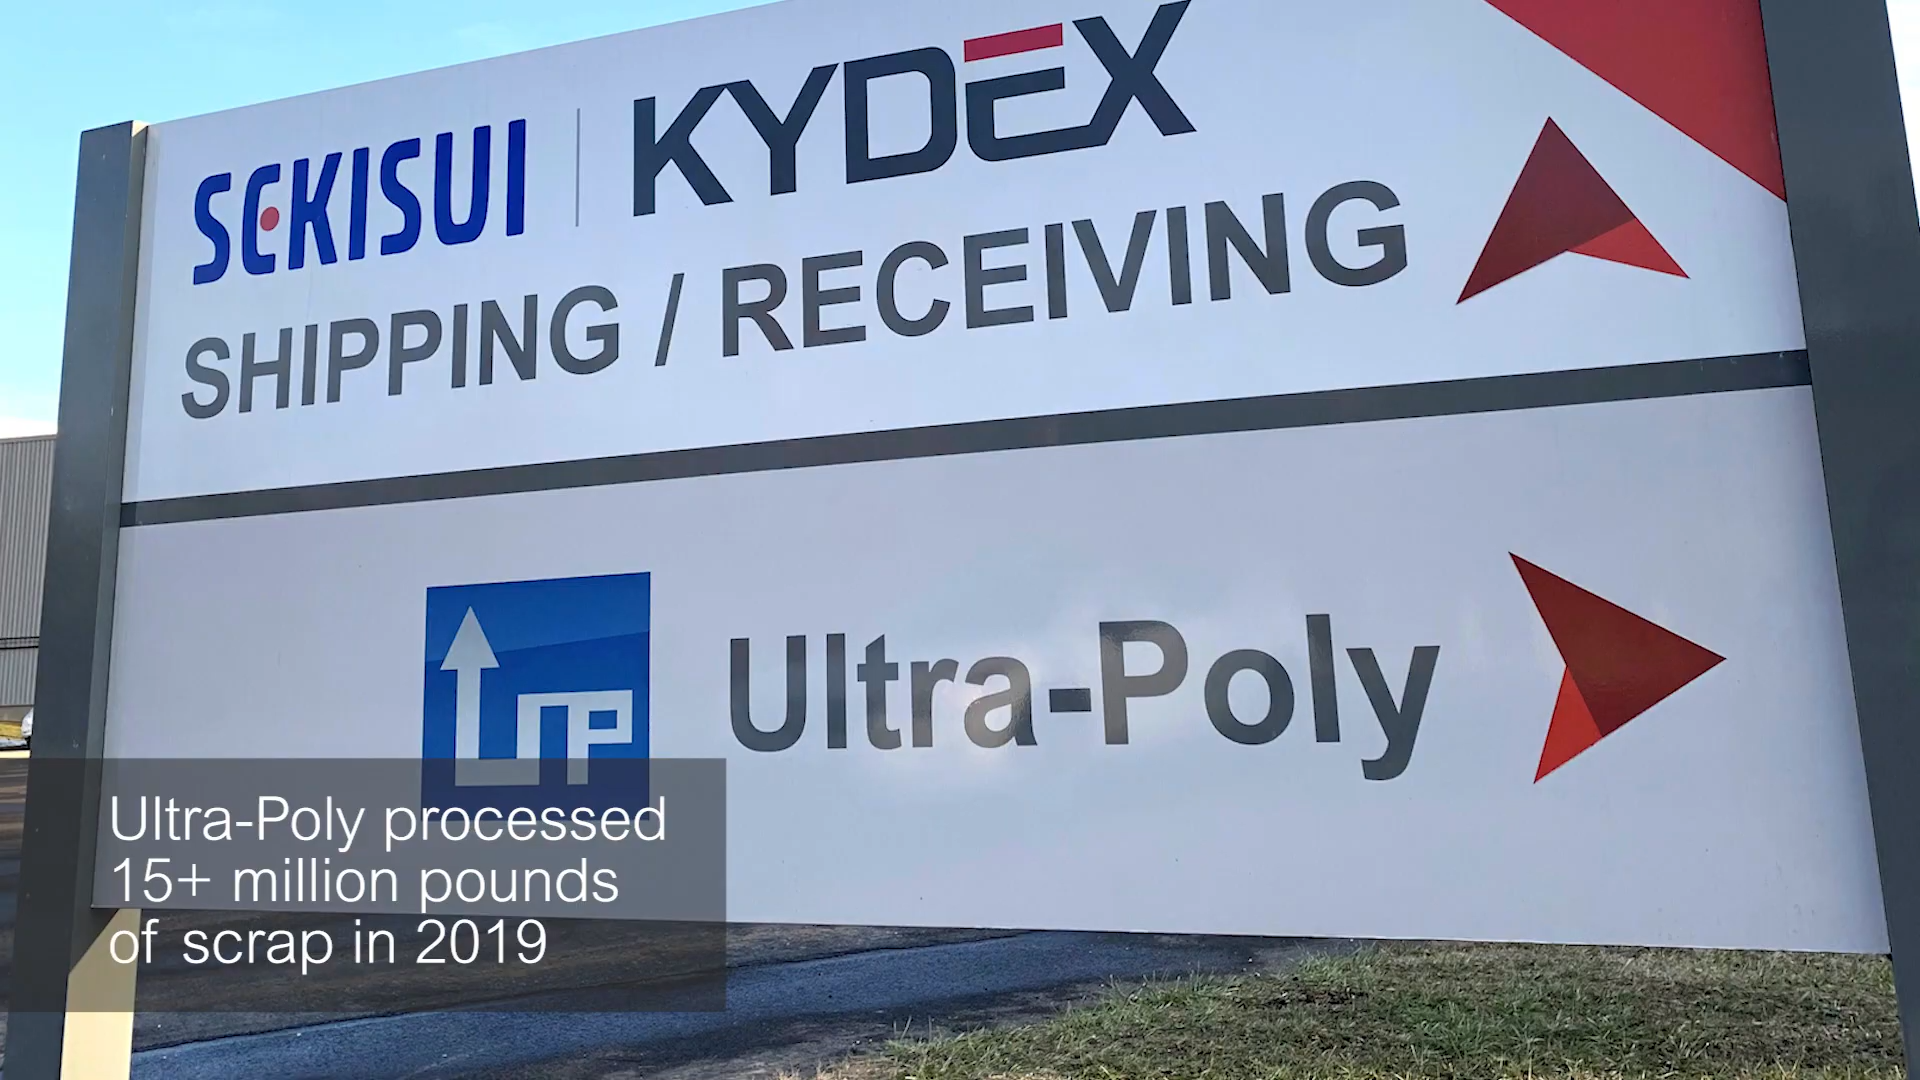 SEKISUI | KYDEX
SHIPPING / RECEIVING
UP
Ultra-Poly
Ultra-Poly processed
15+ million pounds
of scrap in 2019